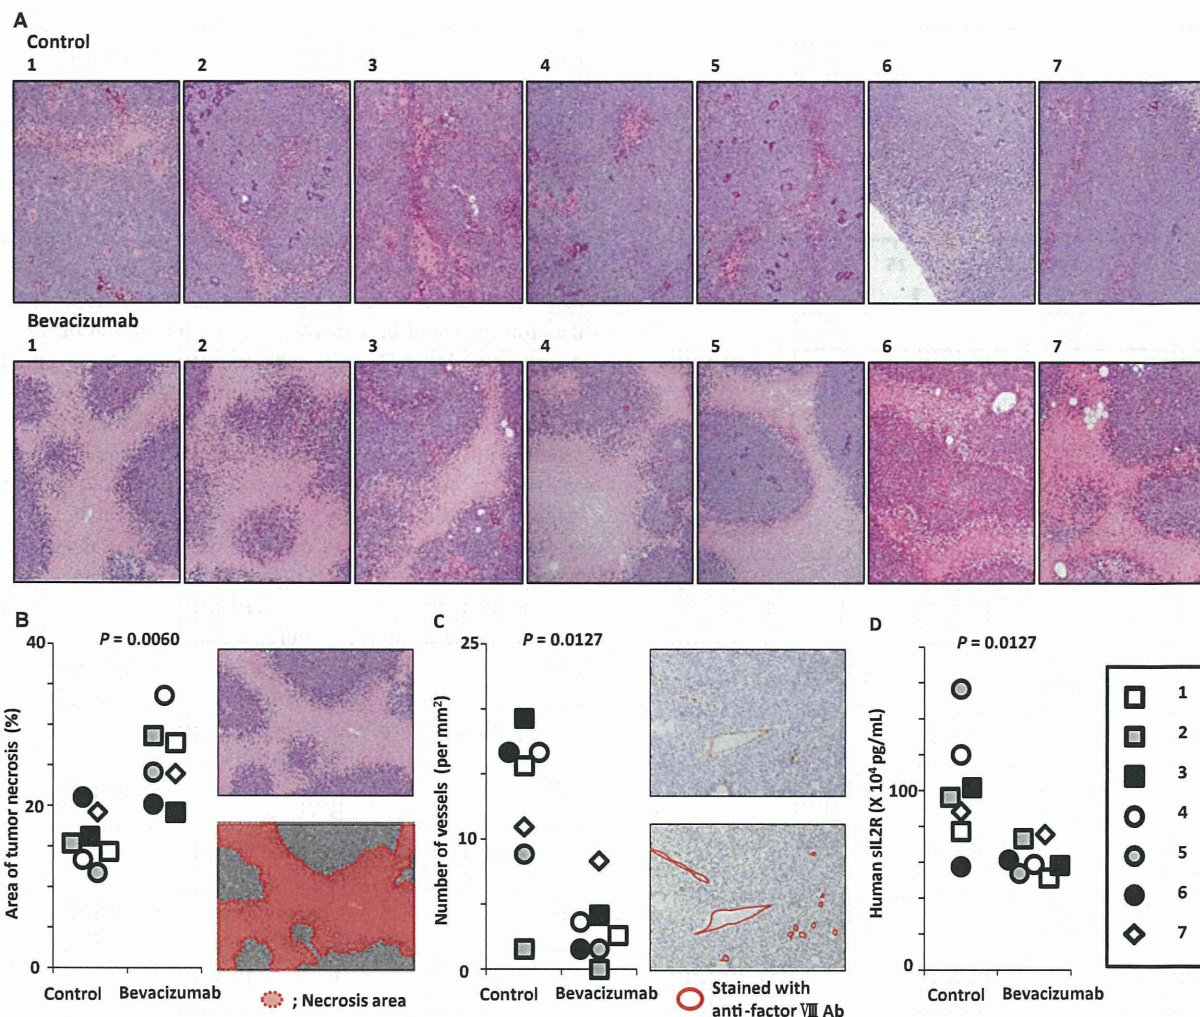 A
Control
1 2 3 4 5 6 7
Bevacizumab
1 2 3 4 5 6 7
B
P = 0.0060
Area of tumor necrosis (%)
40
20
0
Control Bevacizumab
; Necrosis area
C
P = 0.0127
Number of vessels (per mm²)
25
10
0
Control Bevacizumab
Stained with
anti-factor Ⅷ Ab
D
P = 0.0127
Human sIL2R (X 10⁴ pg/mL)
100
0
Control Bevacizumab
1
2
3
4
5
6
7